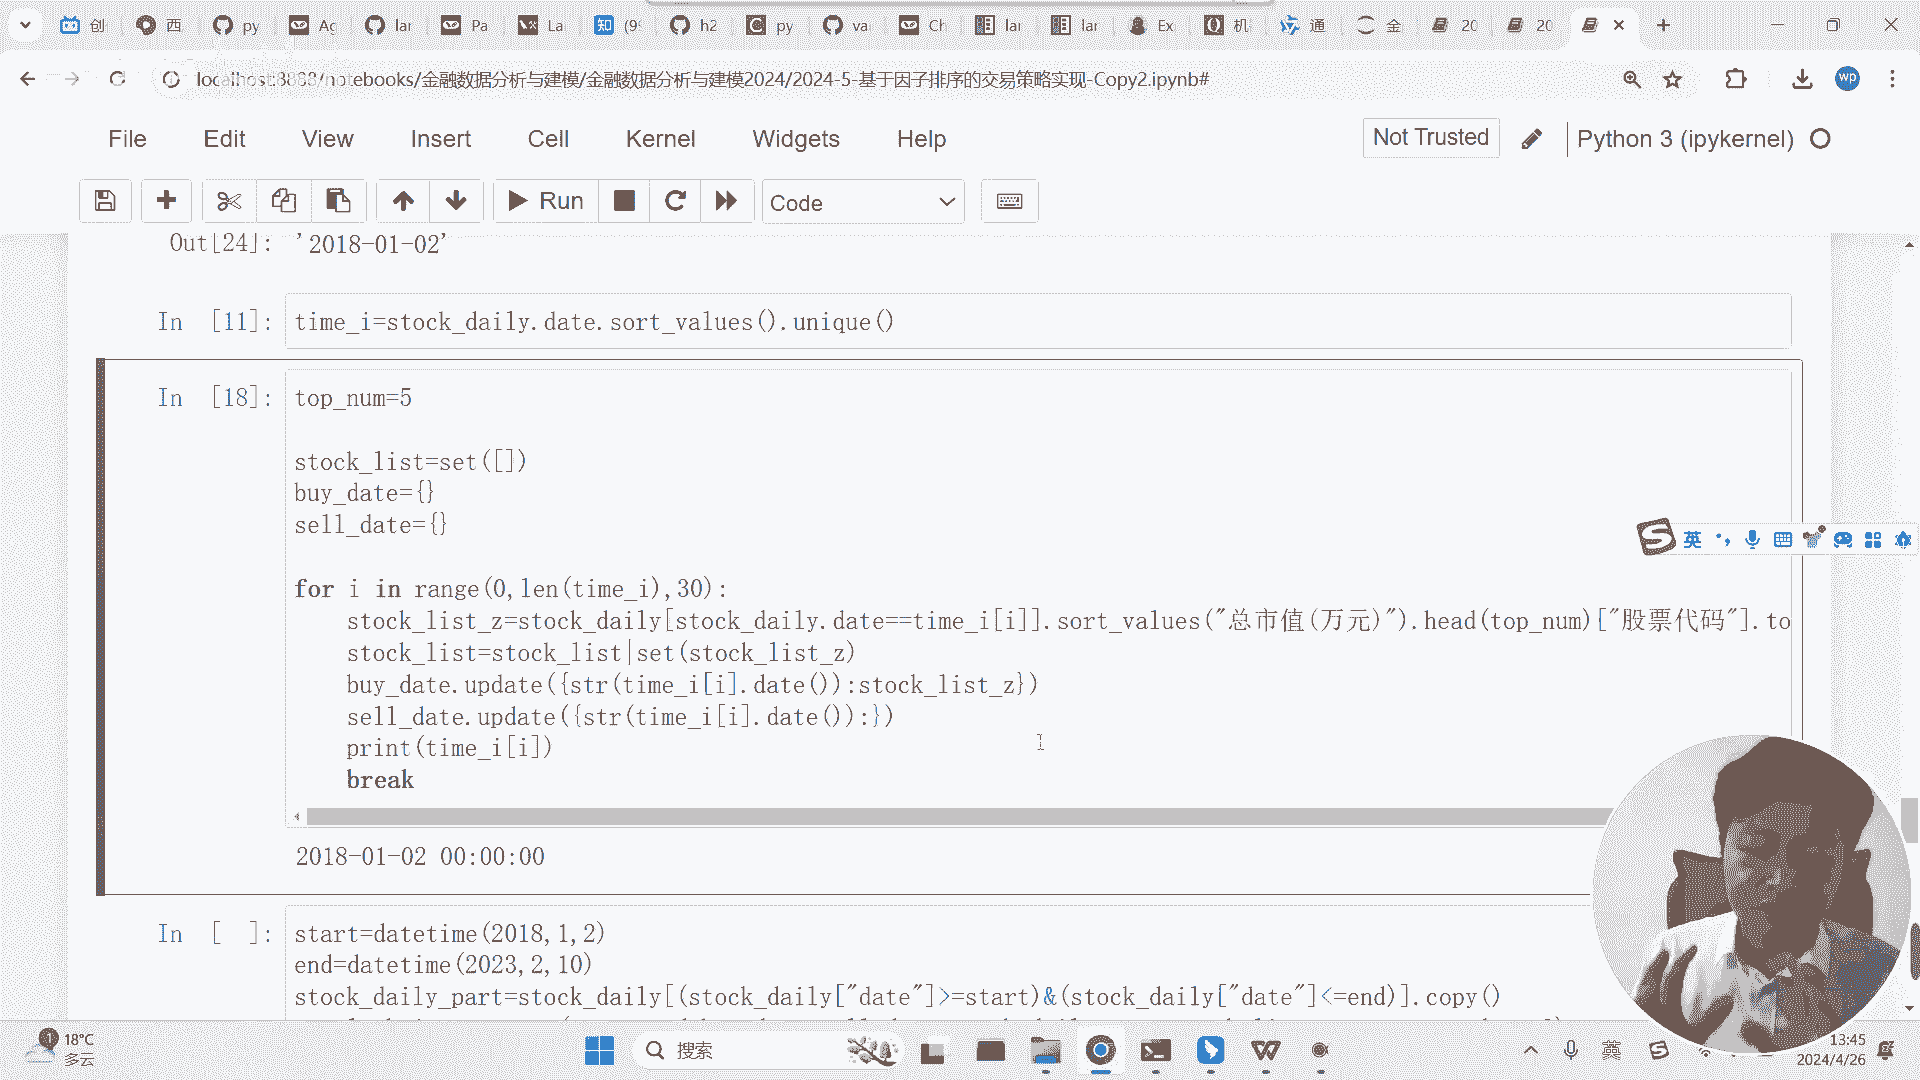 创
西
py
Ag
lar
Pa
La
(9
h2
py
va
Ch
lar
lar
Ex
机
通
金
20
20
localhost:8888/notebooks/金融数据分析与建模/金融数据分析与建模2024/2024-5-基于因子排序的交易策略实现-Copy2.ipynb#
wp
File Edit View Insert Cell Kernel Widgets Help
Not Trusted
Python 3 (ipykernel)
Run
Code
Out[24]: '2018-01-02'
In [11]: time_i=stock_daily.date.sort_values().unique()
In [18]: top_num=5
stock_list=set([])
buy_date={}
sell_date={}
for i in range(0,len(time_i),30):
stock_list_z=stock_daily[stock_daily.date==time_i[i]].sort_values("总市值(万元)").head(top_num)["股票代码"].to
stock_list=stock_list|set(stock_list_z)
buy_date.update({str(time_i[i].date()):stock_list_z})
sell_date.update({str(time_i[i].date()):})
print(time_i[i])
break
2018-01-02 00:00:00
In [ ]: start=datetime(2018,1,2)
end=datetime(2023,2,10)
stock_daily_part=stock_daily[(stock_daily["date"]>=start)&(stock_daily["date"]<=end)].copy()
英
18°C
多云
搜索
英
13:45
2024/4/26